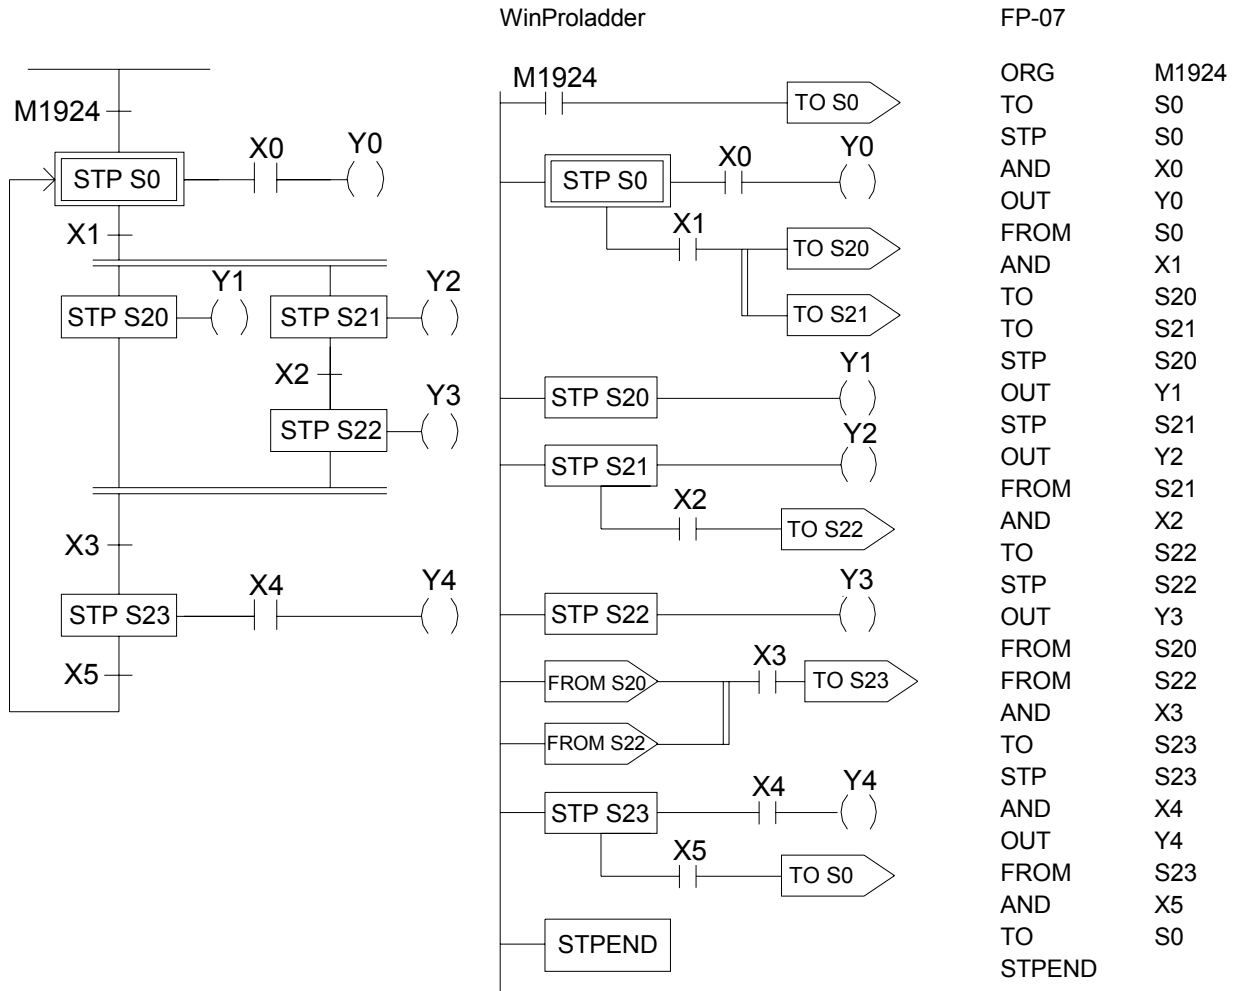 WinProladder
FP-07
M1924
X0
Y0
STP S0
X1
Y1
Y2
STP S20
STP S21
X2
Y3
STP S22
X3
X4
Y4
STP S23
X5
M1924
TO S0
X0
Y0
STP S0
X1
TO S20
TO S21
Y1
STP S20
Y2
STP S21
X2
TO S22
Y3
STP S22
X3
FROM S20
TO S23
FROM S22
X4
Y4
STP S23
X5
TO S0
STPEND
ORG M1924
TO S0
STP S0
AND X0
OUT Y0
FROM S0
AND X1
TO S20
TO S21
STP S20
OUT Y1
STP S21
OUT Y2
FROM S21
AND X2
TO S22
STP S22
OUT Y3
FROM S20
FROM S22
AND X3
TO S23
STP S23
AND X4
OUT Y4
FROM S23
AND X5
TO S0
STPEND